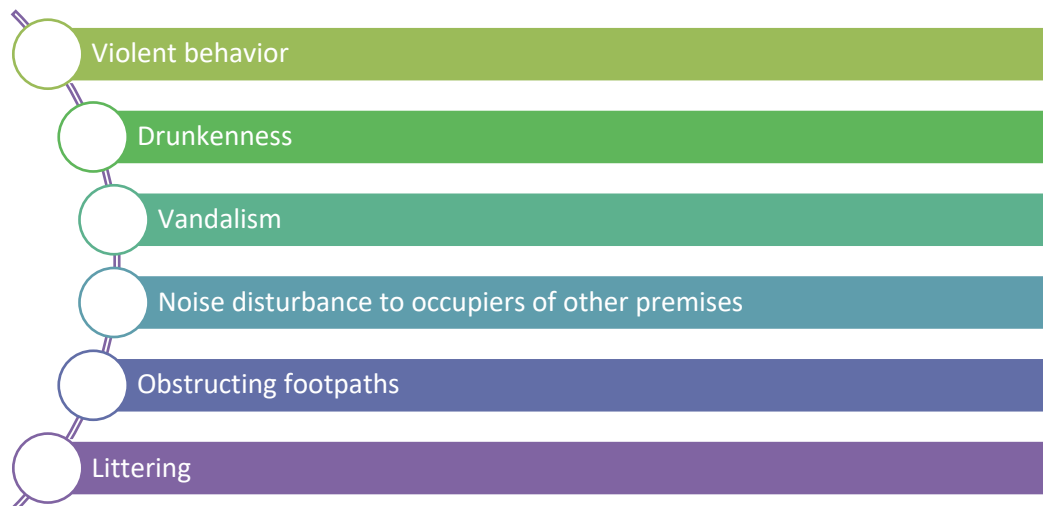 Violent behavior
Drunkenness
Vandalism
Noise disturbance to occupiers of other premises
Obstructing footpaths
Littering